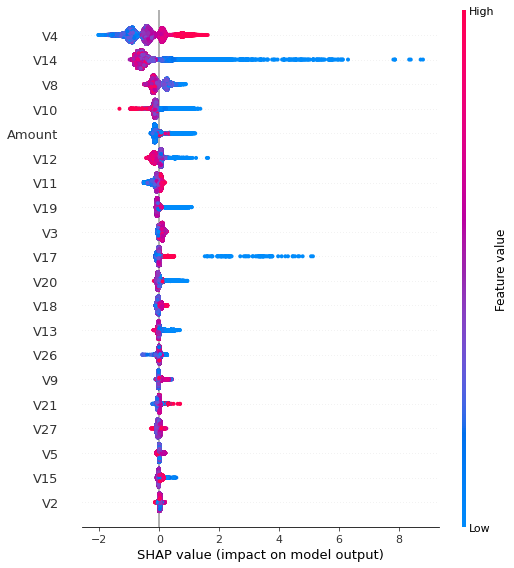 High
V4
V14
V8
V10
Amount
V12
V11
V19
V3
V17
V20
V18
V13
V26
V9
V21
V27
V5
V15
V2
Feature value
Low
−2 0 2 4 6 8
SHAP value (impact on model output)